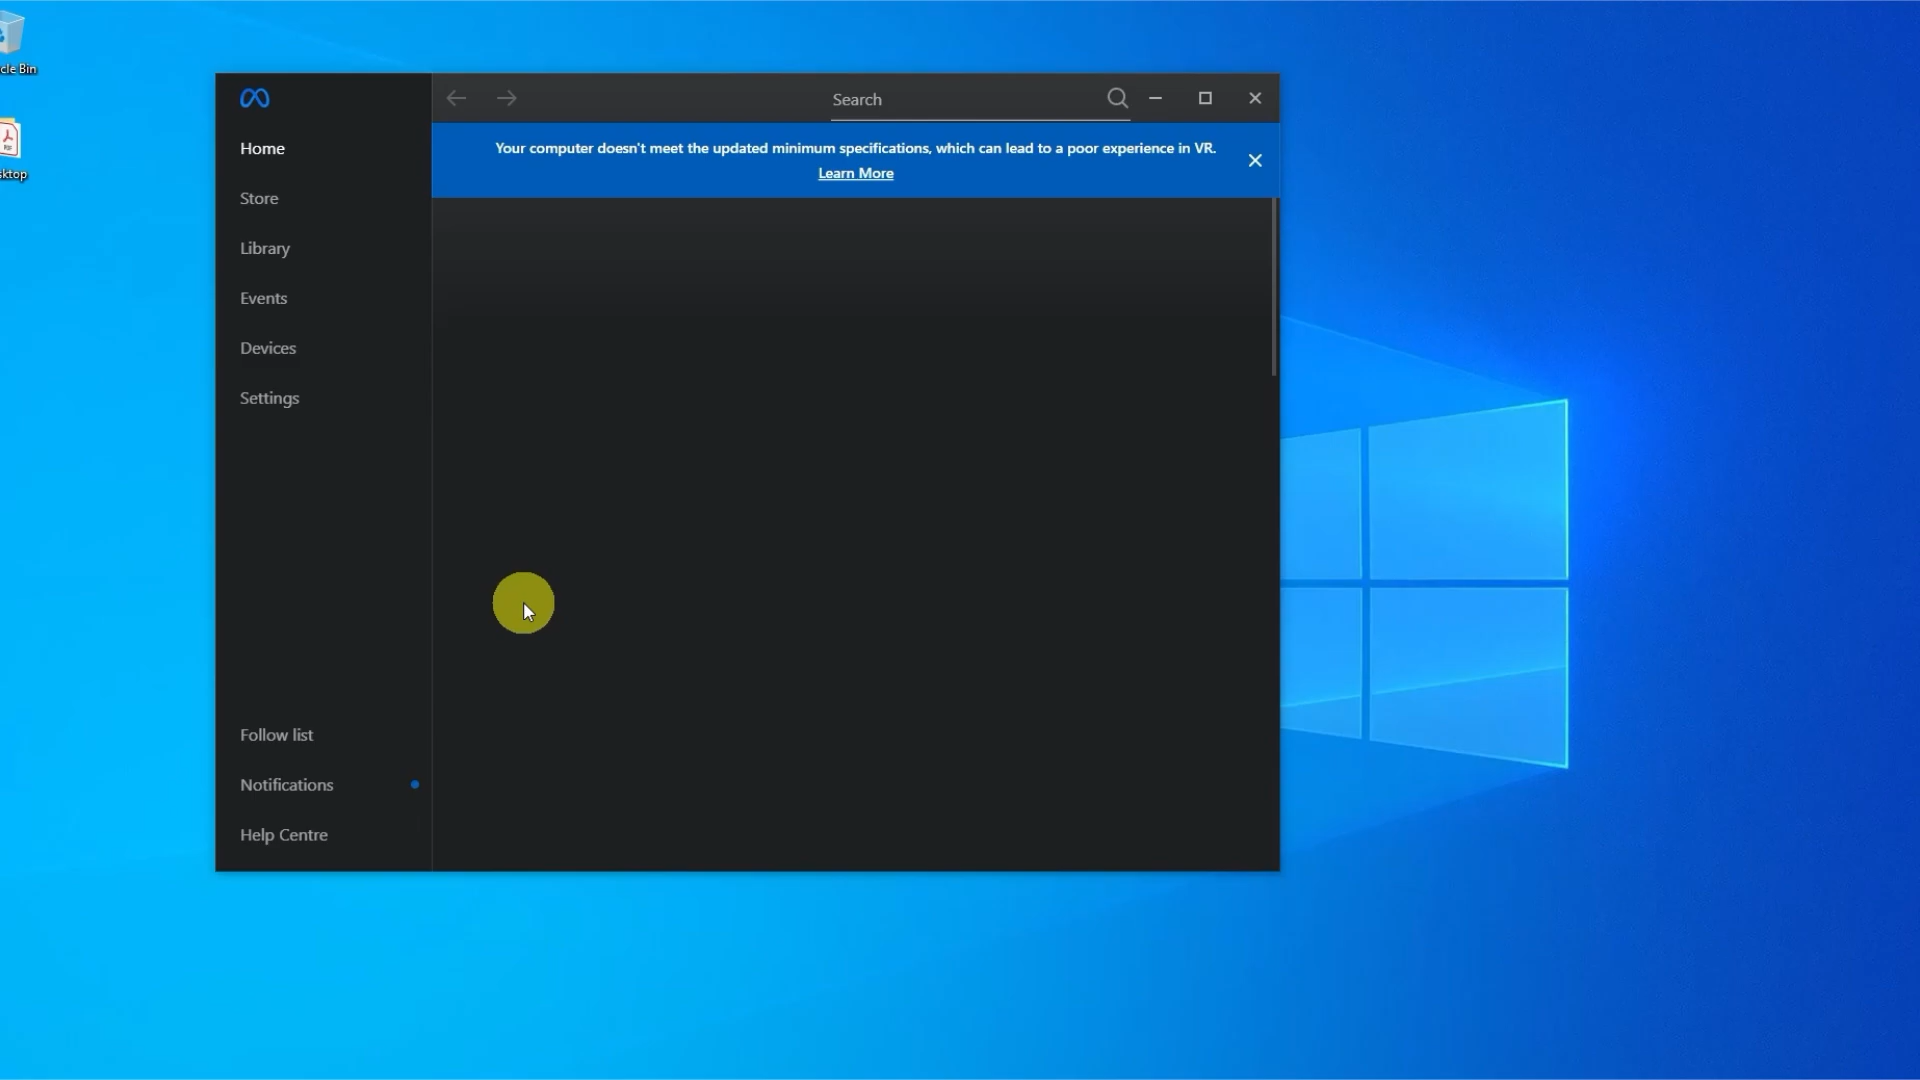 cle Bin
sktop
Search
Home
Your computer doesn't meet the updated minimum specifications, which can lead to a poor experience in VR.
Learn More
Store
Library
Events
Devices
Settings
Follow list
Notifications
Help Centre